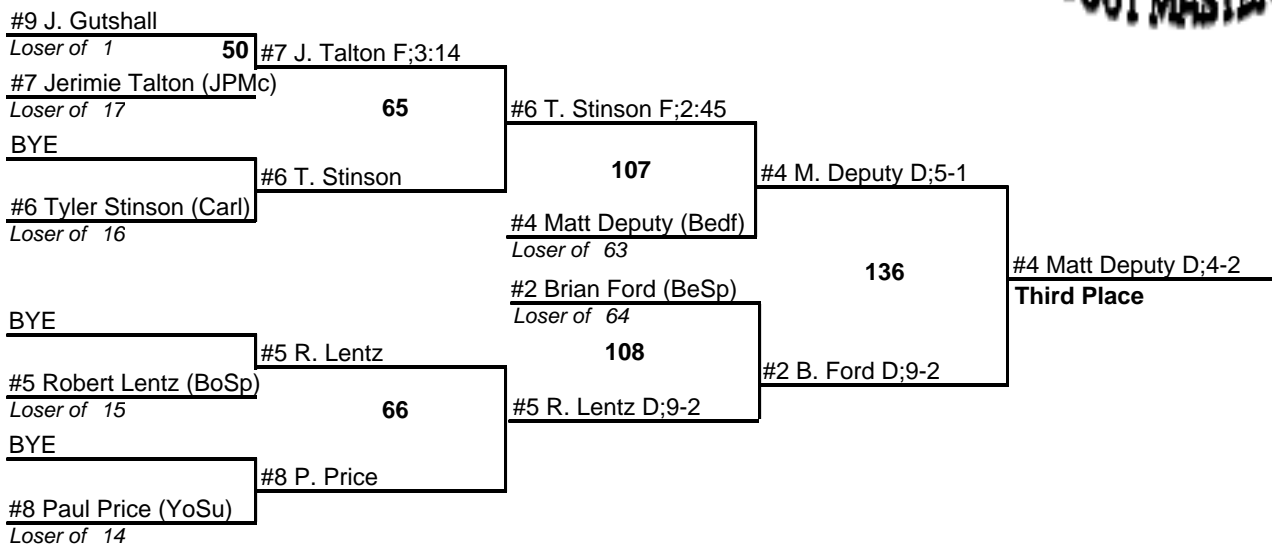 OUT MASTER
#9 J. Gutshall
Loser of 1
50
#7 J. Talton F;3:14
#7 Jerimie Talton (JPMc)
Loser of 17
65
#6 T. Stinson F;2:45
BYE
#6 T. Stinson
107
#4 M. Deputy D;5-1
#6 Tyler Stinson (Carl)
Loser of 16
#4 Matt Deputy (Bedf)
Loser of 63
136
#4 Matt Deputy D;4-2
Third Place
#2 Brian Ford (BeSp)
Loser of 64
BYE
#5 R. Lentz
108
#2 B. Ford D;9-2
#5 Robert Lentz (BoSp)
Loser of 15
66
#5 R. Lentz D;9-2
BYE
#8 P. Price
#8 Paul Price (YoSu)
Loser of 14